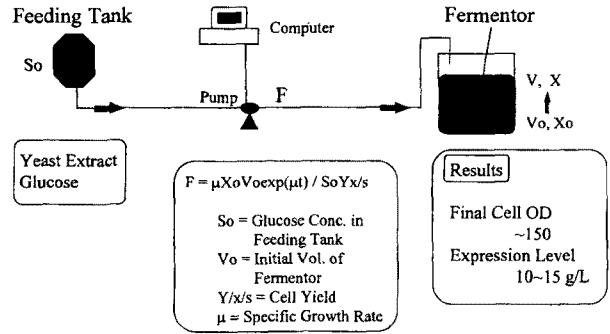 Feeding Tank
So
Computer
Pump
F
Fermentor
V, X
Vo, Xo
Yeast Extract
Glucose
F = μXoVoexp(μt) / SoYx/s
So = Glucose Conc. in
Feeding Tank
Vo = Initial Vol. of
Fermentor
Y/x/s = Cell Yield
μ = Specific Growth Rate
Results
Final Cell OD
~150
Expression Level
10~15 g/L